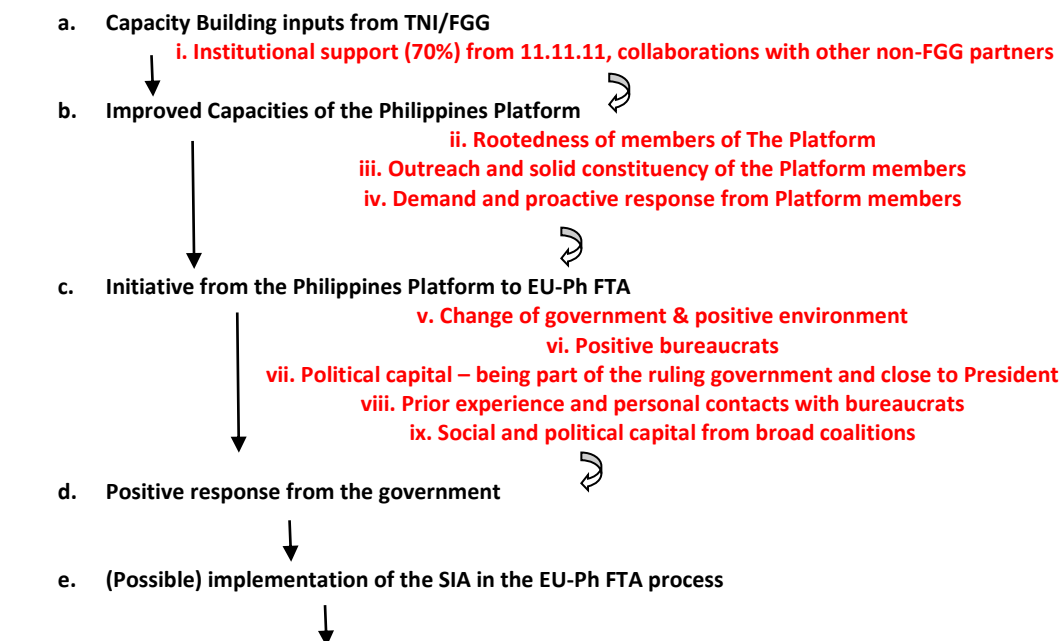 a. Capacity Building inputs from TNI/FGG
i. Institutional support (70%) from 11.11.11, collaborations with other non-FGG partners
b. Improved Capacities of the Philippines Platform
ii. Rootedness of members of The Platform
iii. Outreach and solid constituency of the Platform members
iv. Demand and proactive response from Platform members
c. Initiative from the Philippines Platform to EU-Ph FTA
v. Change of government & positive environment
vi. Positive bureaucrats
vii. Political capital – being part of the ruling government and close to President
viii. Prior experience and personal contacts with bureaucrats
ix. Social and political capital from broad coalitions
d. Positive response from the government
e. (Possible) implementation of the SIA in the EU-Ph FTA process